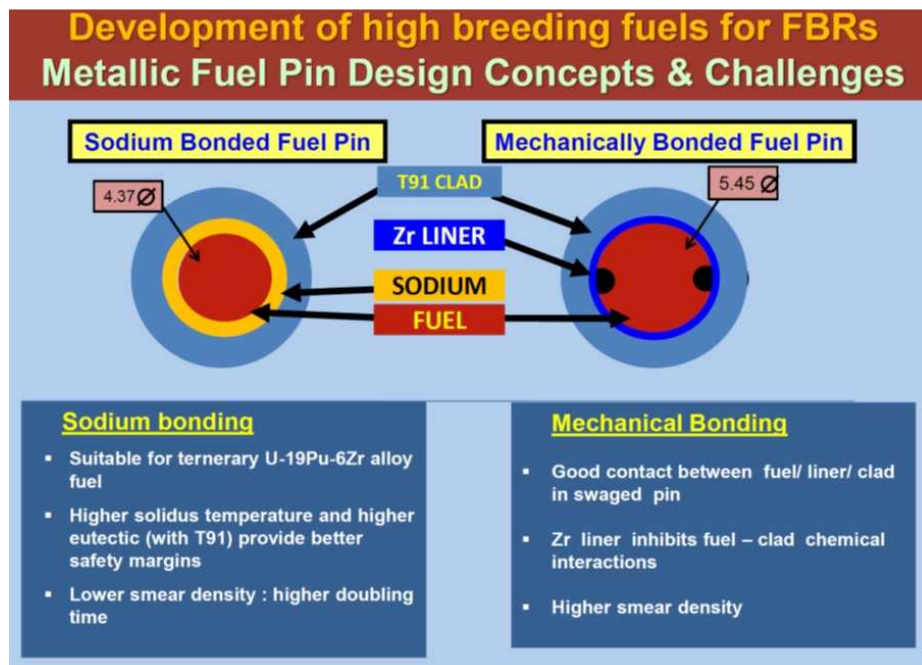 Development of high breeding fuels for FBRs
Metallic Fuel Pin Design Concepts & Challenges
Sodium Bonded Fuel Pin
Mechanically Bonded Fuel Pin
4.37 Ø
T91 CLAD
5.45 Ø
Zr LINER
SODIUM
FUEL
Sodium bonding
▪ Suitable for ternerary U-19Pu-6Zr alloy
fuel
▪ Higher solidus temperature and higher
eutectic (with T91) provide better
safety margins
▪ Lower smear density : higher doubling
time
Mechanical Bonding
▪ Good contact between fuel/ liner/ clad
in swaged pin
▪ Zr liner inhibits fuel – clad chemical
interactions
▪ Higher smear density